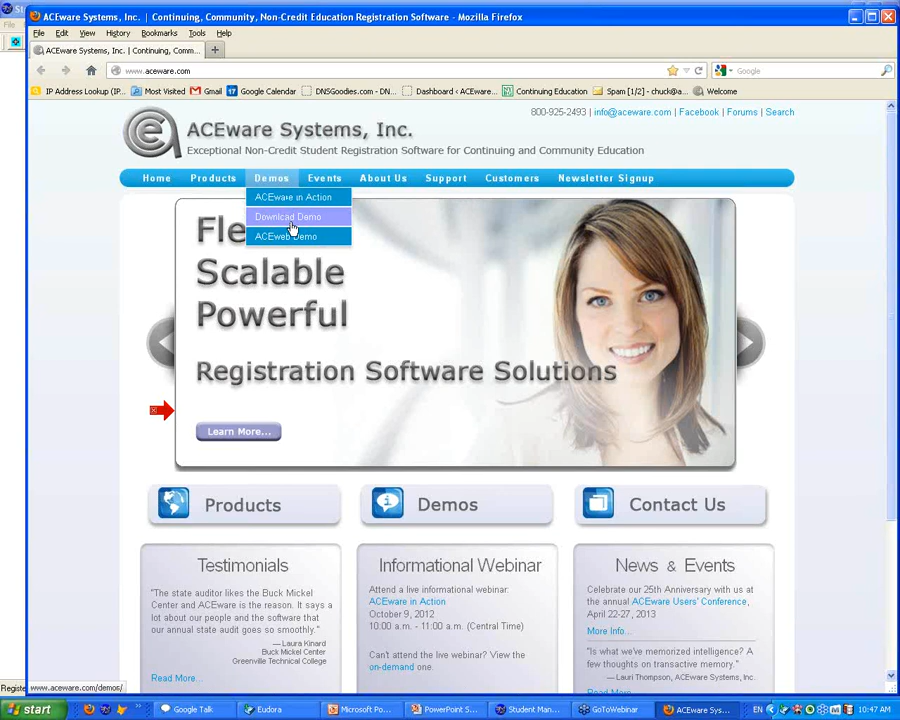 ACEware Systems, Inc. | Continuing, Community, Non-Credit Education Registration Software - Mozilla Firefox
File Edit View History Bookmarks Tools Help
ACEware Systems, Inc. | Continuing, Comm... +
www.aceware.com Google
IP Address Lookup (IP... Most Visited Gmail Google Calendar DNSGoodies.com - DN... Dashboard ‹ ACEware... Continuing Education Spam [1/2] - chuck@a... Welcome
800-925-2493 | info@aceware.com | Facebook | Forums | Search
ACEware Systems, Inc.
Exceptional Non-Credit Student Registration Software for Continuing and Community Education
Home Products Demos Events About Us Support Customers Newsletter Signup
ACEware in Action
Download Demo
ACEweb Demo
Scalable
Powerful
Registration Software Solutions
Learn More...
Products Demos Contact Us
Testimonials
"The state auditor likes the Buck Mickel
Center and ACEware is the reason. It says a
lot about our people and the software that
our annual state audit goes so smoothly."
— Laura Kinard
Buck Mickel Center
Greenville Technical College
Read More...
Informational Webinar
Attend a live informational webinar:
ACEware in Action
October 9, 2012
10:00 a.m. - 11:00 a.m. (Central Time)
Can't attend the live webinar? View the
on-demand one.
News & Events
Celebrate our 25th Anniversary with us at
the annual ACEware Users' Conference,
April 22-27, 2013
More Info...
"Is what we've memorized intelligence? A
few thoughts on transactive memory."
— Lauri Thompson, ACEware Systems, Inc.
Read More...
www.aceware.com/demos/
start Google Talk Eudora Microsoft Po... PowerPoint S... Student Man... GoToWebinar ACEware Sys... EN 10:47 AM